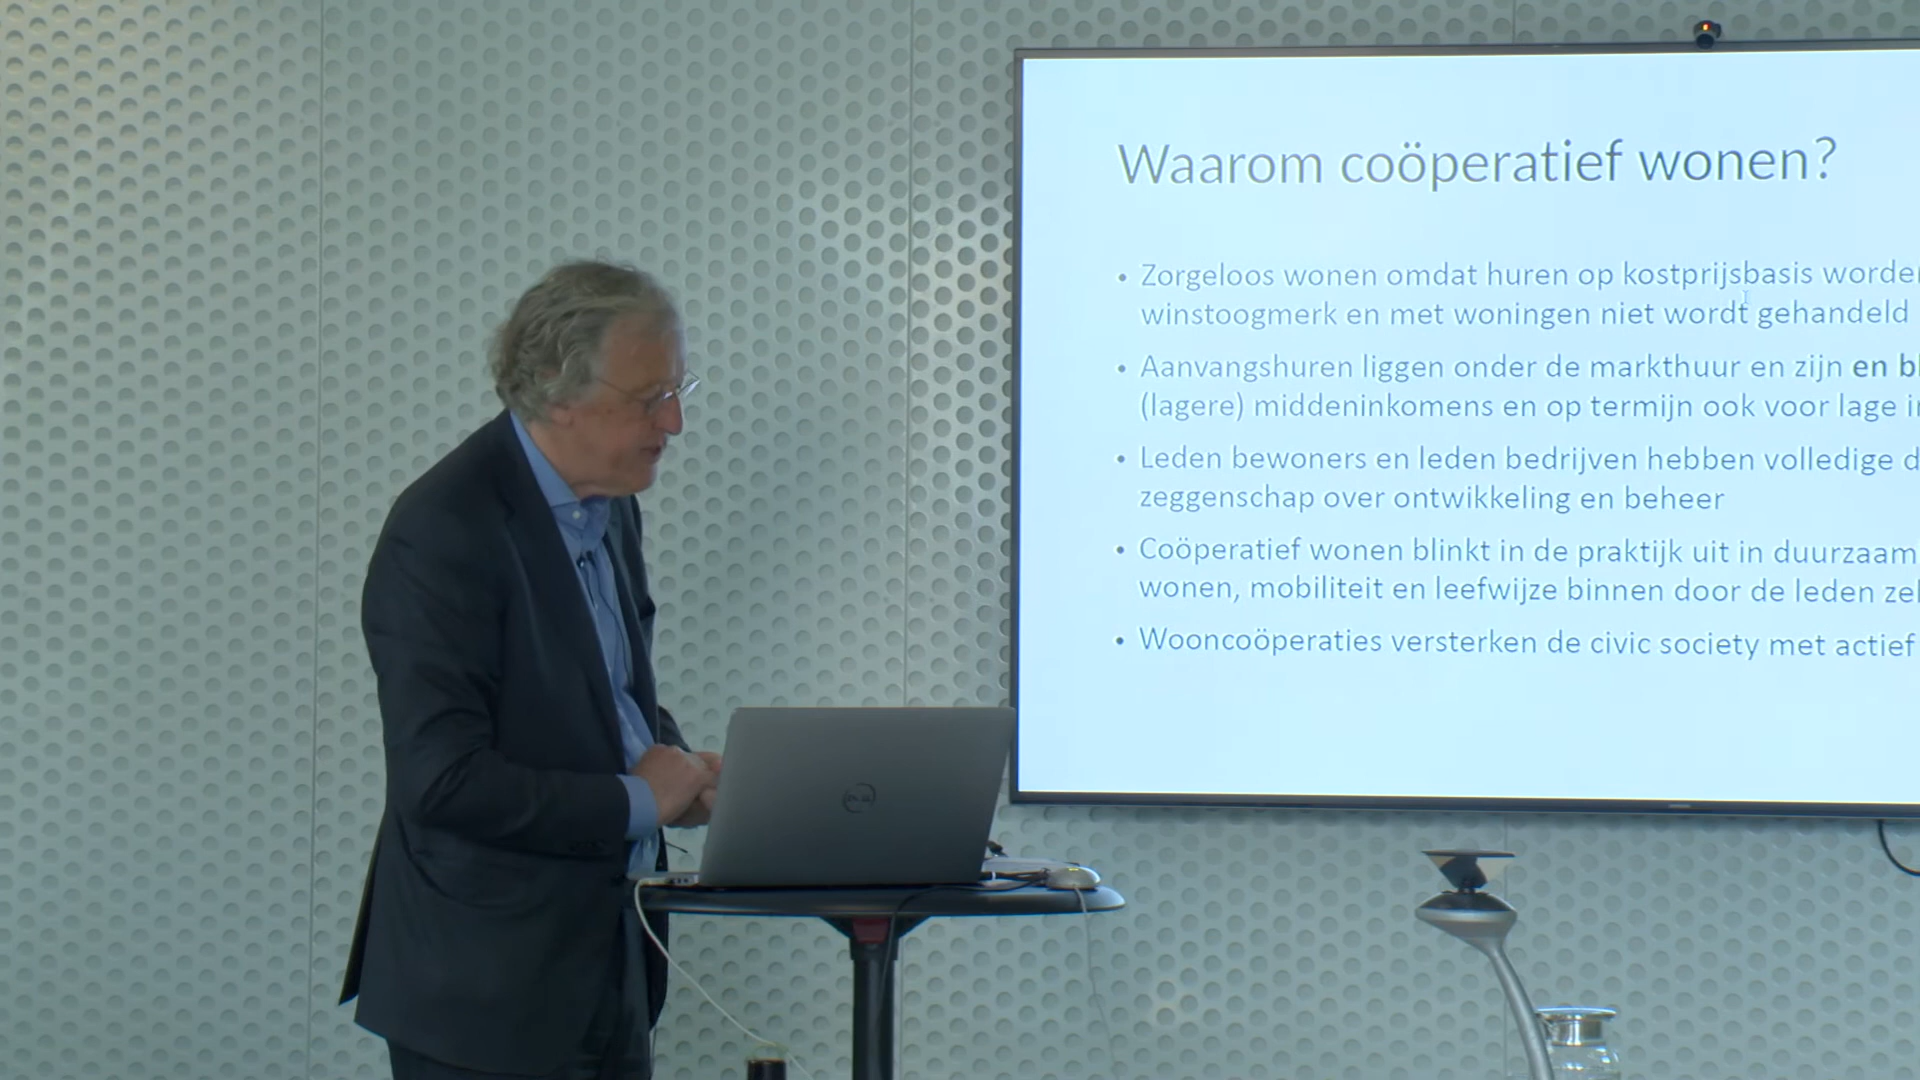 Waarom coöperatief wonen?
• Zorgeloos wonen omdat huren op kostprijsbasis
winstoogmerk en met woningen niet wordt gehandeld
• Aanvangshuren liggen onder de markthuur en zijn en
(lagere) middeninkomens en op termijn ook voor lage
• Leden bewoners en leden bedrijven hebben volledige
zeggenschap over ontwikkeling en beheer
• Coöperatief wonen blinkt in de praktijk uit in
wonen, mobiliteit en leefwijze binnen door de leden
• Wooncoöperaties versterken de civic society met actief
DELL